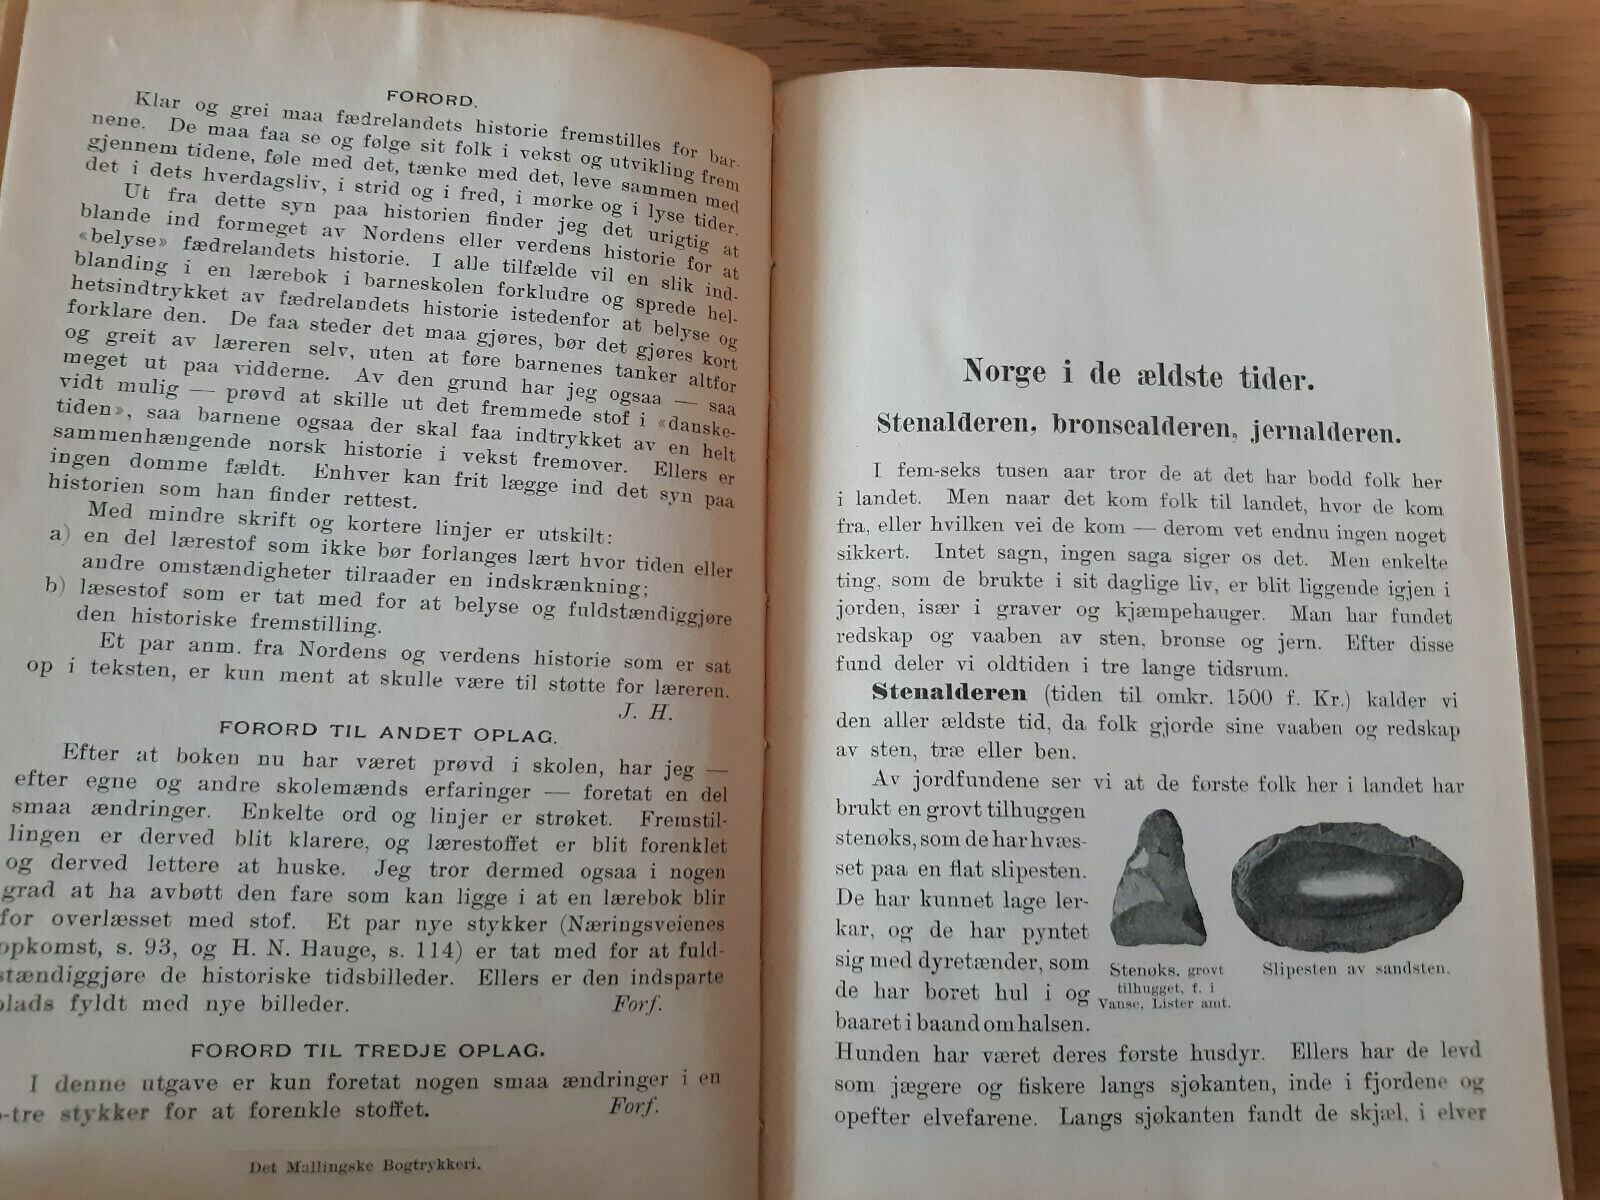 FORORD.
Klar og grei maa fædrelandets historie fremstilles for bar-
nene. De maa faa se og følge sit folk i vekst og utvikling frem
gjennem tidene, føle med det, tænke med det, leve sammen med
det i dets hverdagsliv, i strid og i fred, i mørke og i lyse tider.
Ut fra dette syn paa historien finder jeg det urigtig at
blande ind formeget av Nordens eller verdens historie for at
«belyse» fædrelandets historie. I alle tilfælde vil en slik ind-
blanding i en lærebok i barneskolen forkludre og sprede hel-
hetsindtrykket av fædrelandets historie istedenfor at belyse og
forklare den. De faa steder det maa gjøres, bør det gjøres kort
og greit av læreren selv, uten at føre barnenes tanker altfor
meget ut paa vidderne. Av den grund har jeg ogsaa — saa
vidt mulig — prøvd at skille ut det fremmede stof i «danske-
tiden», saa barnene ogsaa der skal faa indtrykket av en helt
sammenhængende norsk historie i vekst fremover. Ellers er
ingen domme fældt. Enhver kan frit lægge ind det syn paa
historien som han finder rettest.
Med mindre skrift og kortere linjer er utskilt:
a) en del lærestof som ikke bør forlanges lært hvor tiden eller
andre omstændigheter tilraader en indskrænkning;
b) læsestof som er tat med for at belyse og fuldstændiggjøre
den historiske fremstilling.
Et par anm. fra Nordens og verdens historie som er sat
op i teksten, er kun ment at skulle være til støtte for læreren.
J. H.
FORORD TIL ANDET OPLAG.
Efter at boken nu har været prøvd i skolen, har jeg —
efter egne og andre skolemænds erfaringer — foretat en del
smaa ændringer. Enkelte ord og linjer er strøket. Fremstil-
lingen er derved blit klarere, og lærestoffet er blit forenklet
og derved lettere at huske. Jeg tror dermed ogsaa i nogen
grad at ha avbøtt den fare som kan ligge i at en lærebok blir
for overlæsset med stof. Et par nye stykker (Næringsveienes
opkomst, s. 93, og H. N. Hauge, s. 114) er tat med for at fuld-
stændiggjøre de historiske tidsbilleder. Ellers er den indsparte
plads fyldt med nye billeder. Forf.
FORORD TIL TREDJE OPLAG.
I denne utgave er kun foretat nogen smaa ændringer i en
o-tre stykker for at forenkle stoffet. Forf.
Det Mallingske Bogtrykkeri.
Norge i de ældste tider.
Stenalderen, bronsealderen, jernalderen.
I fem-seks tusen aar tror de at det har bodd folk her
i landet. Men naar det kom folk til landet, hvor de kom
fra, eller hvilken vei de kom — derom vet endnu ingen noget
sikkert. Intet sagn, ingen saga siger os det. Men enkelte
ting, som de brukte i sit daglige liv, er blit liggende igjen i
jorden, især i graver og kjæmpehauger. Man har fundet
redskap og vaaben av sten, bronse og jern. Efter disse
fund deler vi oldtiden i tre lange tidsrum.
Stenalderen (tiden til omkr. 1500 f. Kr.) kalder vi
den aller ældste tid, da folk gjorde sine vaaben og redskap
av sten, træ eller ben.
Av jordfundene ser vi at de første folk her i landet har
brukt en grovt tilhuggen
stenøks, som de har hvæs-
set paa en flat slipesten.
De har kunnet lage ler-
kar, og de har pyntet
sig med dyretænder, som
de har boret hul i og
baaret i baand om halsen.
Stenøks, grovt
tilhugget, f. i
Vanse, Lister amt.
Slipesten av sandsten.
Hunden har været deres første husdyr. Ellers har de levd
som jægere og fiskere langs sjøkanten, inde i fjordene og
opefter elvefarene. Langs sjøkanten fandt de skjæl, i elver